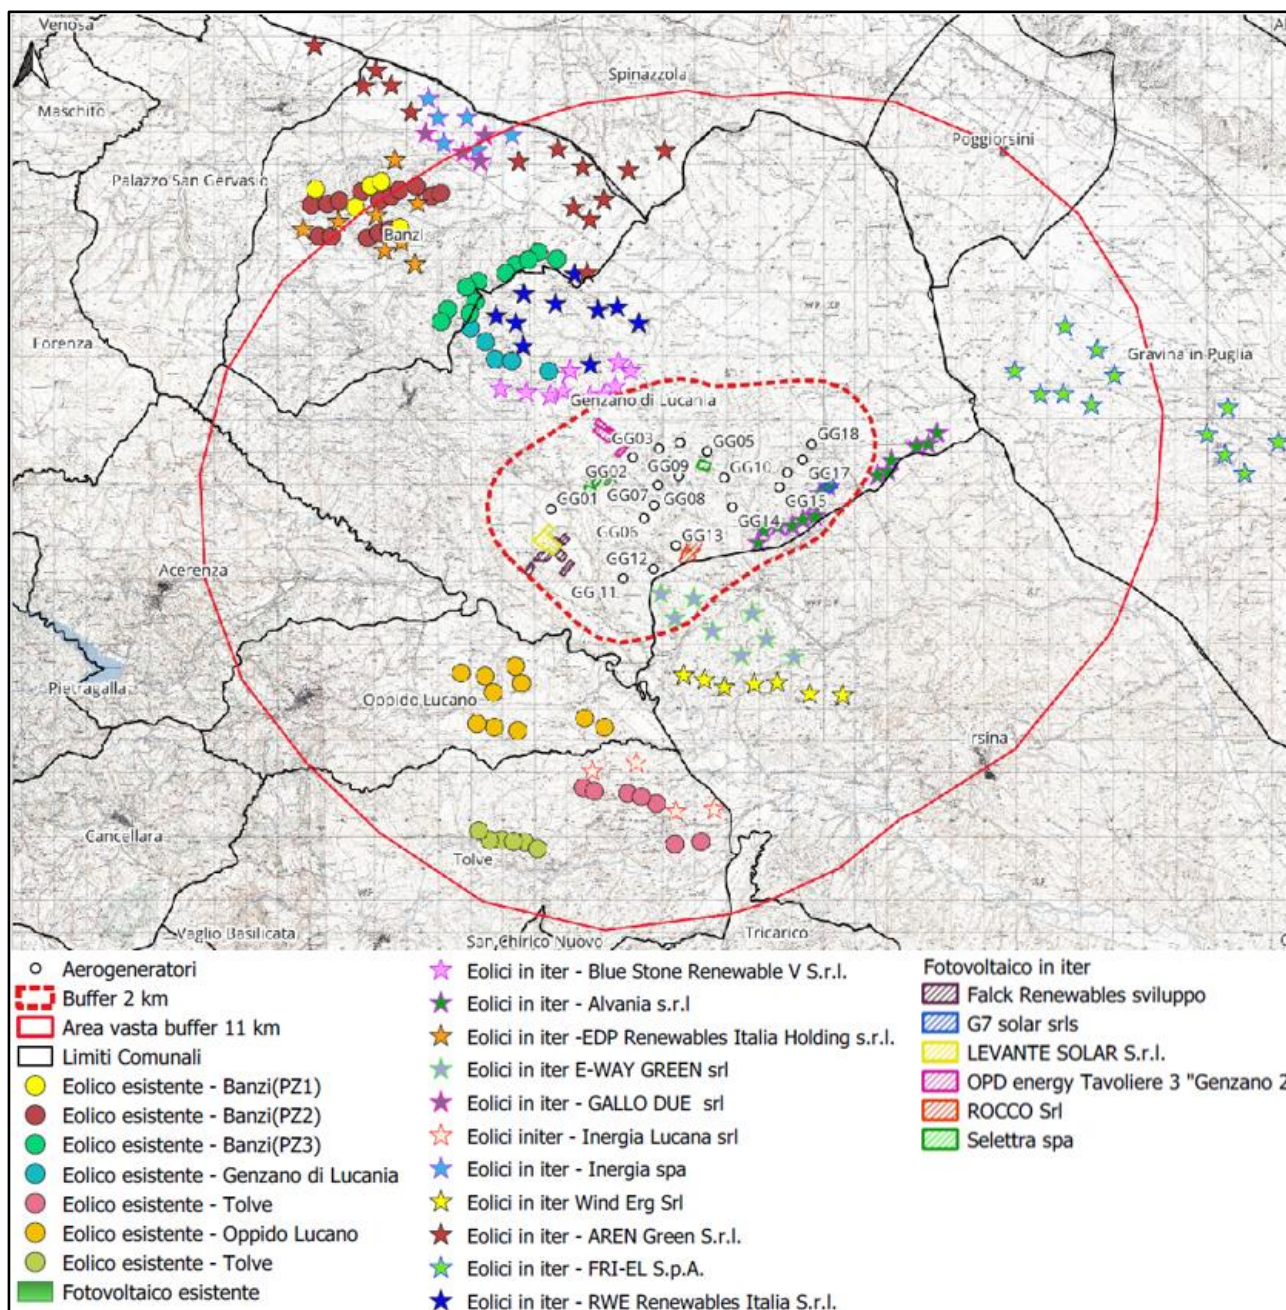 Venosa
Spinazzola
Maschito
Poggiorsini
Palazzo San Gervasio
Banzi
Forenza
Gravina in Puglia
Genzano di Lucania
GG03
GG05
GG18
GG02
GG09
GG10
GG17
GG01
GG07
GG08
GG15
GG06
GG14
GG13
GG12
GG11
Acerenza
Pietragalla
Oppido Lucano
Irsina
Cancellara
Tolve
Vaglio Basilicata
San Chirico Nuovo
Tricarico
Aerogeneratori
Buffer 2 km
Area vasta buffer 11 km
Limiti Comunali
Eolico esistente - Banzi(PZ1)
Eolico esistente - Banzi(PZ2)
Eolico esistente - Banzi(PZ3)
Eolico esistente - Genzano di Lucania
Eolico esistente - Tolve
Eolico esistente - Oppido Lucano
Eolico esistente - Tolve
Fotovoltaico esistente
Eolici in iter - Blue Stone Renewable V S.r.l.
Eolici in iter - Alvania s.r.l
Eolici in iter -EDP Renewables Italia Holding s.r.l.
Eolici in iter E-WAY GREEN srl
Eolici in iter - GALLO DUE srl
Eolici initer - Inergia Lucana srl
Eolici in iter - Inergia spa
Eolici in iter Wind Erg Srl
Eolici in iter - AREN Green S.r.l.
Eolici in iter - FRI-EL S.p.A.
Eolici in iter - RWE Renewables Italia S.r.l.
Fotovoltaico in iter
Falck Renewables sviluppo
G7 solar srls
LEVANTE SOLAR S.r.l.
OPD energy Tavoliere 3 "Genzano 2
ROCCO Srl
Selettra spa